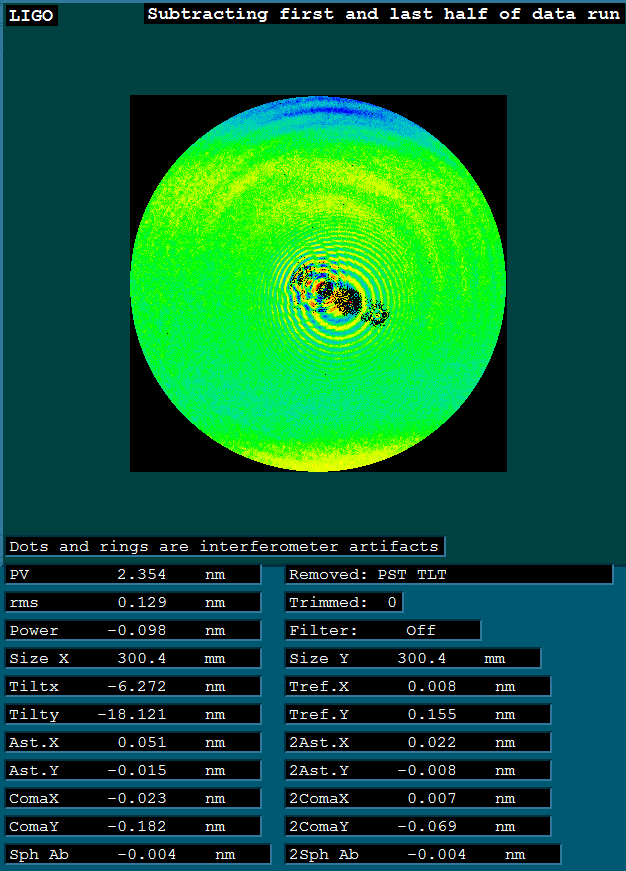 LIGO
Subtracting first and last half of data run
Dots and rings are interferometer artifacts
PV 2.354 nm Removed: PST TLT
rms 0.129 nm Trimmed: 0
Power -0.098 nm Filter: Off
Size X 300.4 mm Size Y 300.4 mm
Tiltx -6.272 nm Tref.X 0.008 nm
Tilty -18.121 nm Tref.Y 0.155 nm
Ast.X 0.051 nm 2Ast.X 0.022 nm
Ast.Y -0.015 nm 2Ast.Y -0.008 nm
ComaX -0.023 nm 2ComaX 0.007 nm
ComaY -0.182 nm 2ComaY -0.069 nm
Sph Ab -0.004 nm 2Sph Ab -0.004 nm